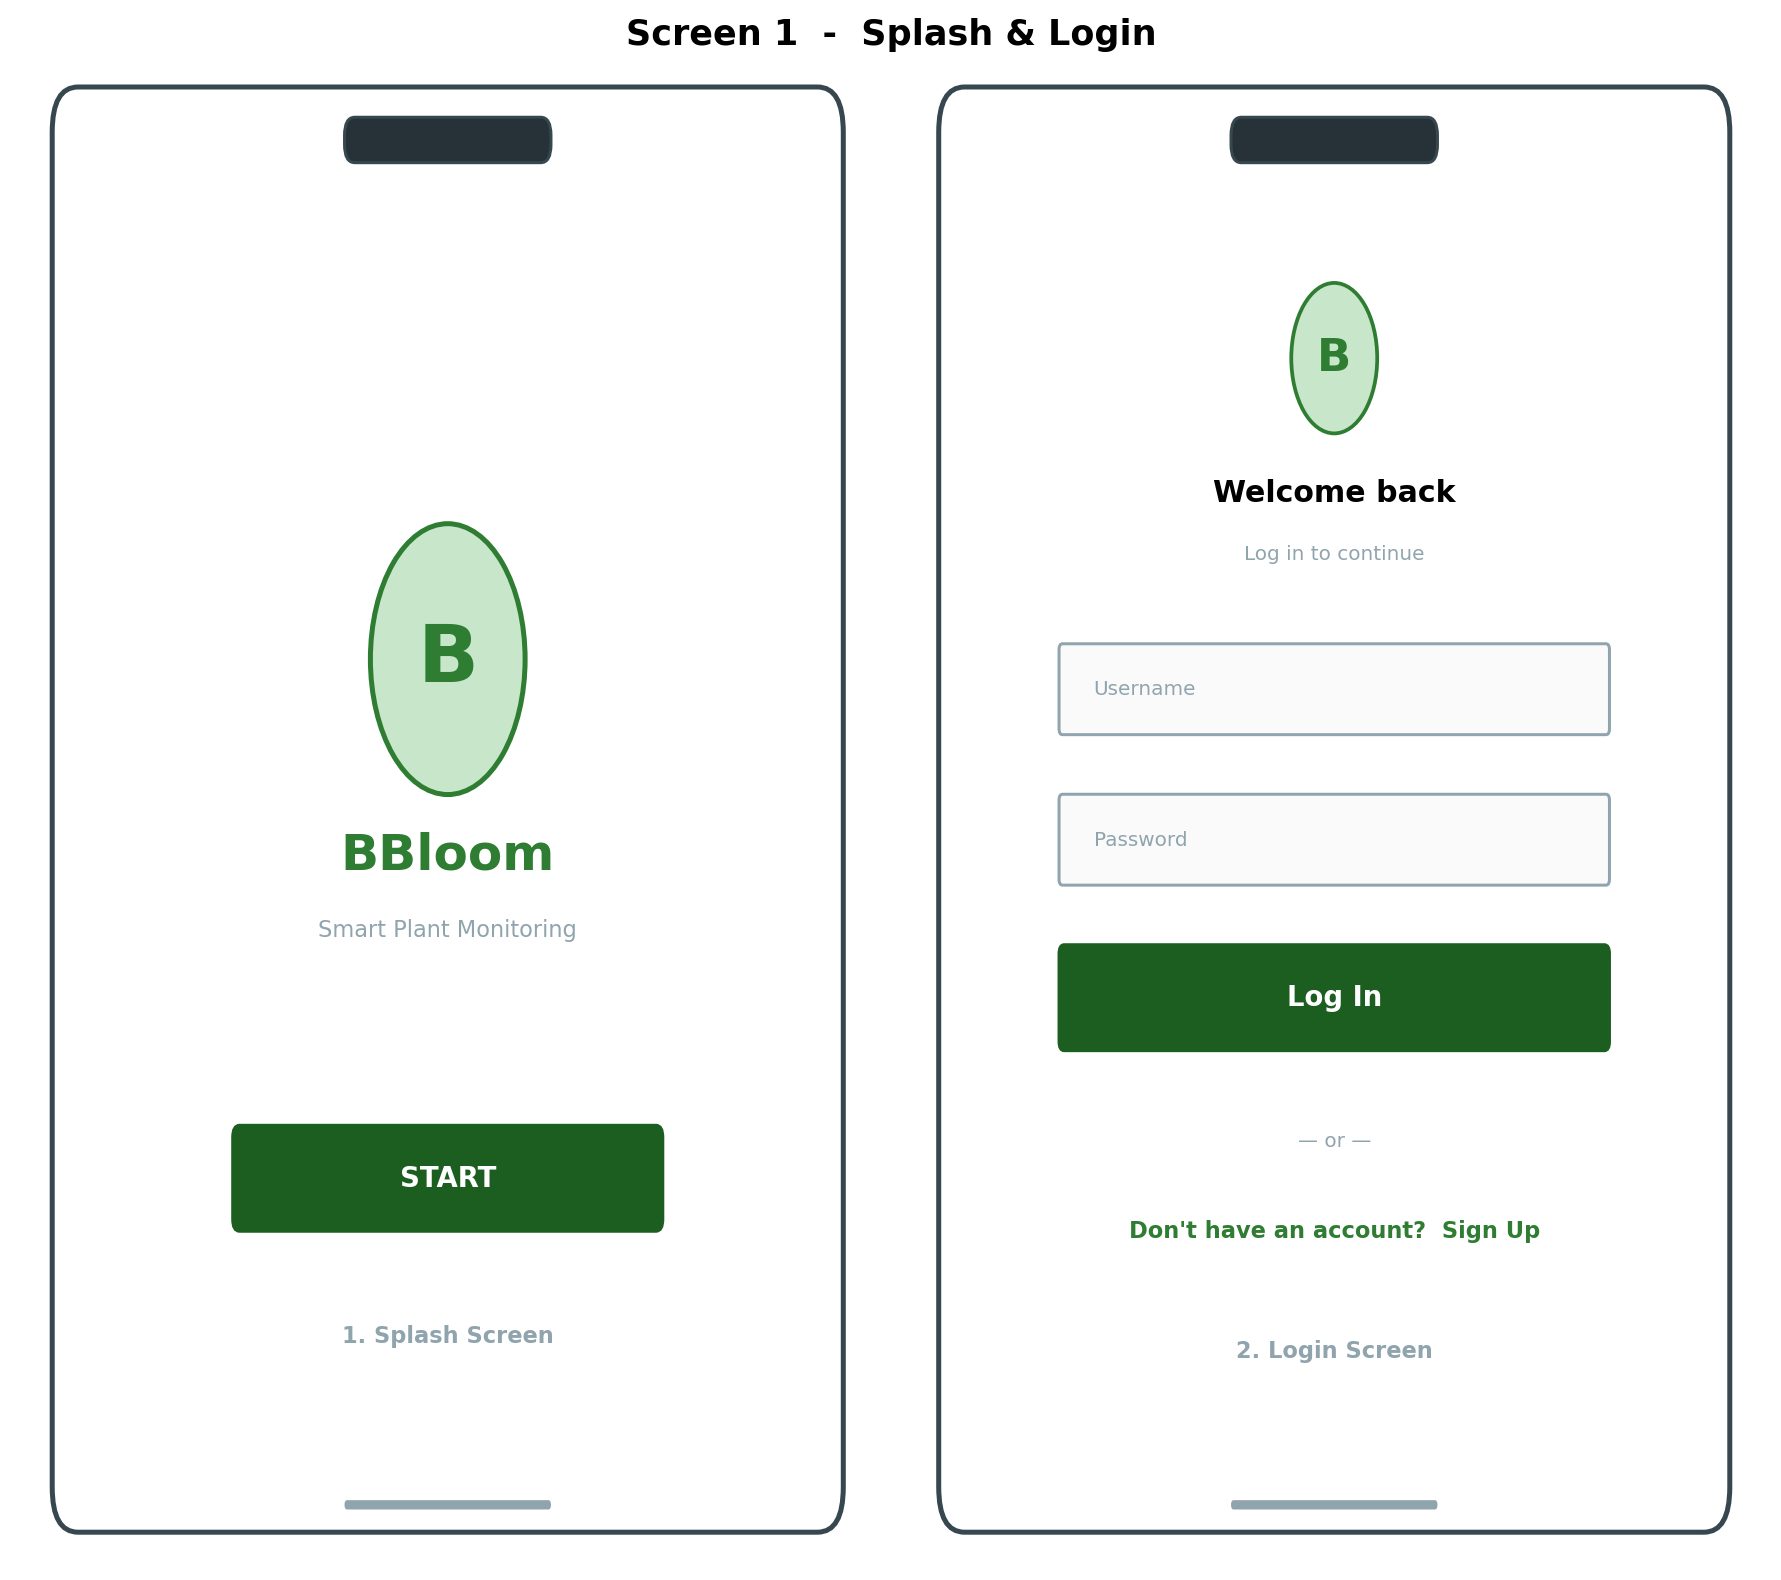 Screen 1 - Splash & Login
B
BBloom
Smart Plant Monitoring
START
1. Splash Screen
B
Welcome back
Log in to continue
Username
Password
Log In
— or —
Don't have an account? Sign Up
2. Login Screen